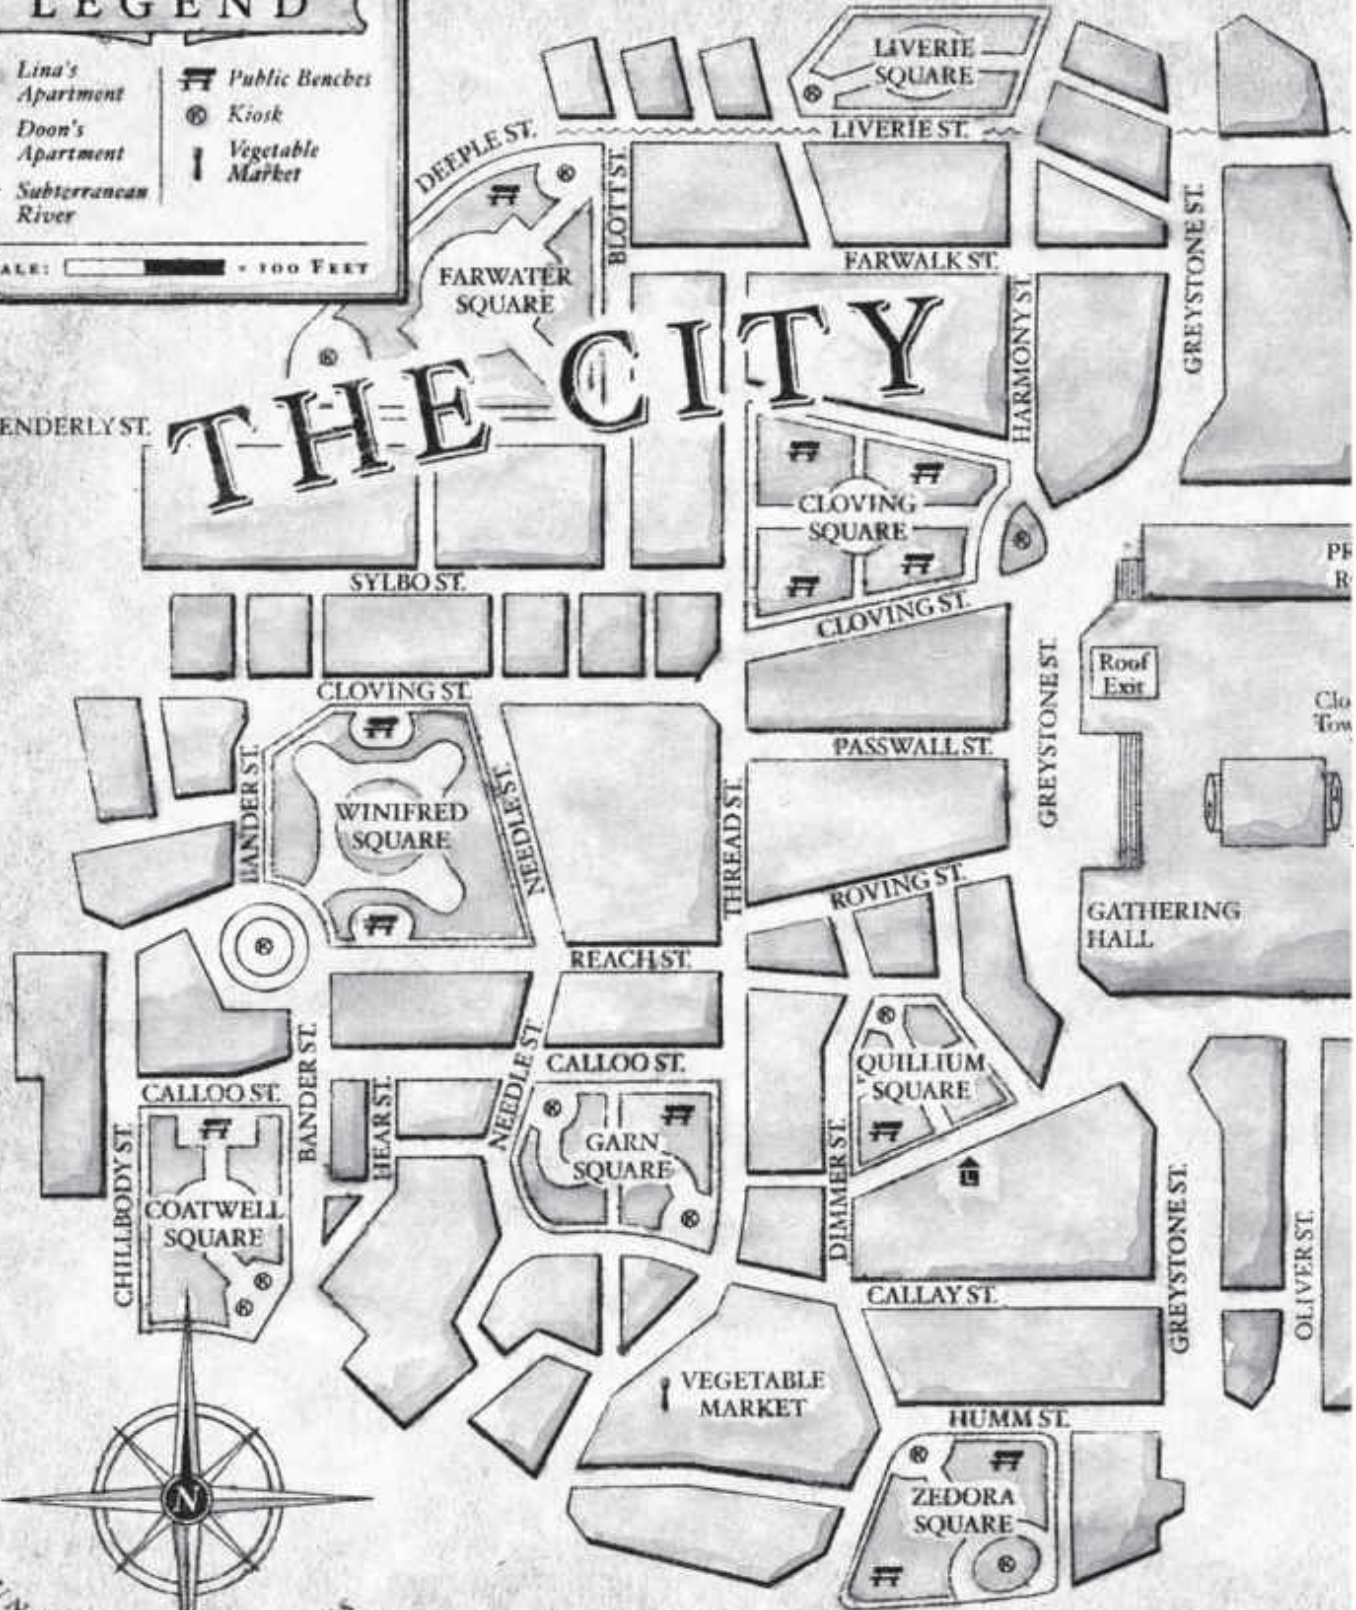 LEGEND
Lina's
Apartment
Doon's
Apartment
Subterranean
River
Public Benches
Kiosk
Vegetable
Market
= 100 FEET
LIVERIE
SQUARE
LIVERIE ST.
DEEPLE ST.
BLOTT ST.
FARWATER
SQUARE
FARWALK ST.
GREYSTONE ST.
HARMONY ST.
THE CITY
ENDERLY ST.
CLOVING
SQUARE
SYLBO ST.
CLOVING ST.
CLOVING ST.
Roof
Exit
GREYSTONE ST.
PASSWALL ST.
BANDER ST.
WINIFRED
SQUARE
NEEDLE ST.
THREAD ST.
ROVING ST.
GATHERING
HALL
REACH ST.
CALLOO ST.
CALLOO ST.
BANDER ST.
HEAR ST.
NEEDLE ST
QUILLIUM
SQUARE
GARN
SQUARE
DIMMER ST.
L
CHILLBODY ST.
COATWELL
SQUARE
GREYSTONE ST.
OLIVER ST.
CALLAY ST.
VEGETABLE
MARKET
HUMM ST.
ZEDORA
SQUARE
N
K
K
K
K
K
K
K
K
K
K
K
K
K
K